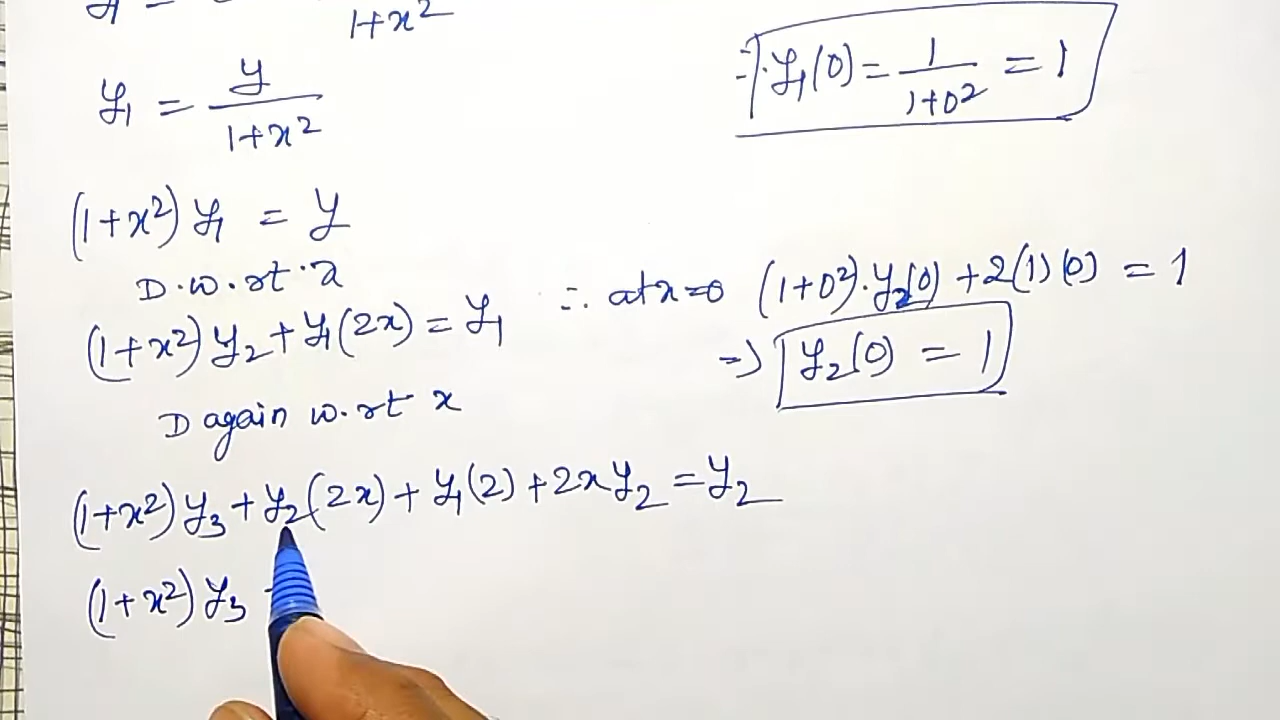 1+x²
y₁ = y/(1+x²)
∴ y₁(0) = 1/(1+0²) = 1
(1+x²) y₁ = y
D.w.rt.x
(1+x²) y₂ + y₁(2x) = y₁
∴ at x=0 (1+0²).y₂(0) + 2(1)(0) = 1
=> y₂(0) = 1
D again w.rt x
(1+x²) y₃ + y₂(2x) + y₁(2) + 2x y₂ = y₂
(1+x²) y₃